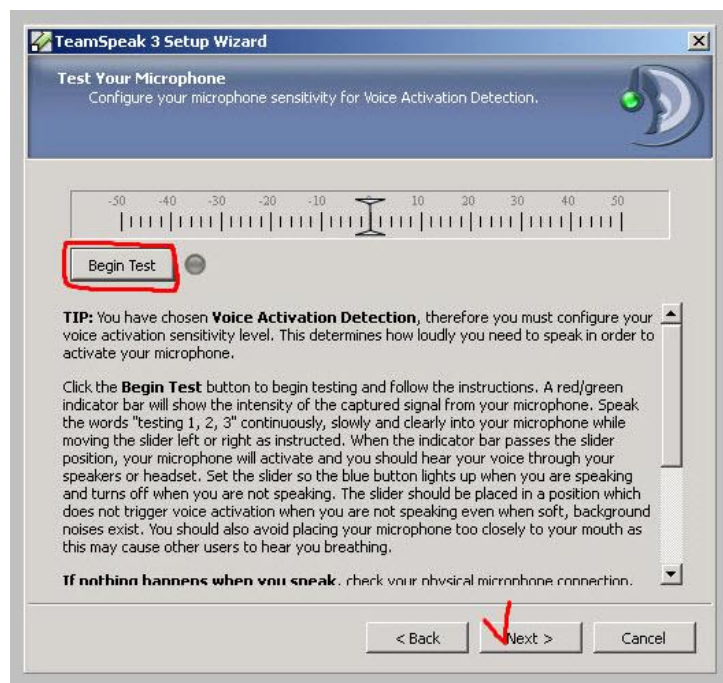 TeamSpeak 3 Setup Wizard
Test Your Microphone
Configure your microphone sensitivity for Voice Activation Detection.
-50 -40 -30 -20 -10 0 10 20 30 40 50
Begin Test
TIP: You have chosen Voice Activation Detection, therefore you must configure your
voice activation sensitivity level. This determines how loudly you need to speak in order to
activate your microphone.
Click the Begin Test button to begin testing and follow the instructions. A red/green
indicator bar will show the intensity of the captured signal from your microphone. Speak
the words "testing 1, 2, 3" continuously, slowly and clearly into your microphone while
moving the slider left or right as instructed. When the indicator bar passes the slider
position, your microphone will activate and you should hear your voice through your
speakers or headset. Set the slider so the blue button lights up when you are speaking
and turns off when you are not speaking. The slider should be placed in a position which
does not trigger voice activation when you are not speaking even when soft, background
noises exist. You should also avoid placing your microphone too closely to your mouth as
this may cause other users to hear you breathing.
If nothing happens when you speak, check your physical microphone connection.
< Back Next > Cancel